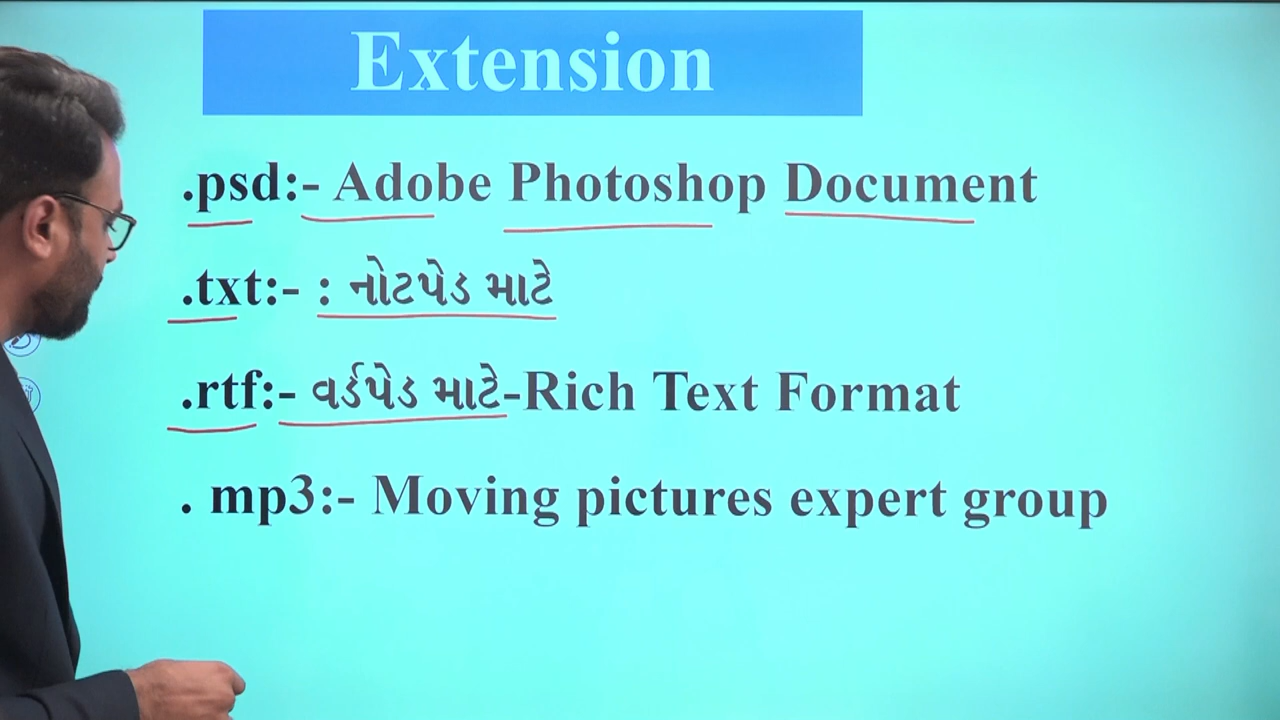 Extension
.psd:- Adobe Photoshop Document
.txt:- : નોટપેડ માટે
.rtf:- વર્ડપેડ માટે-Rich Text Format
. mp3:- Moving pictures expert group